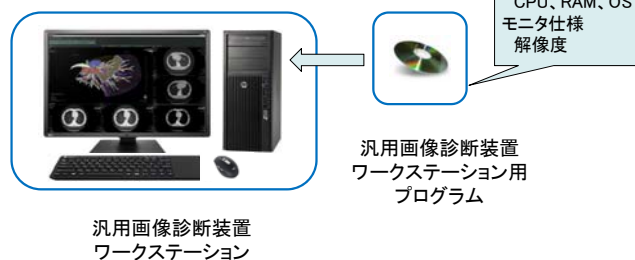 CPU、RAM、OS
モニタ仕様
解像度
汎用画像診断装置
ワークステーション用
プログラム
汎用画像診断装置
ワークステーション